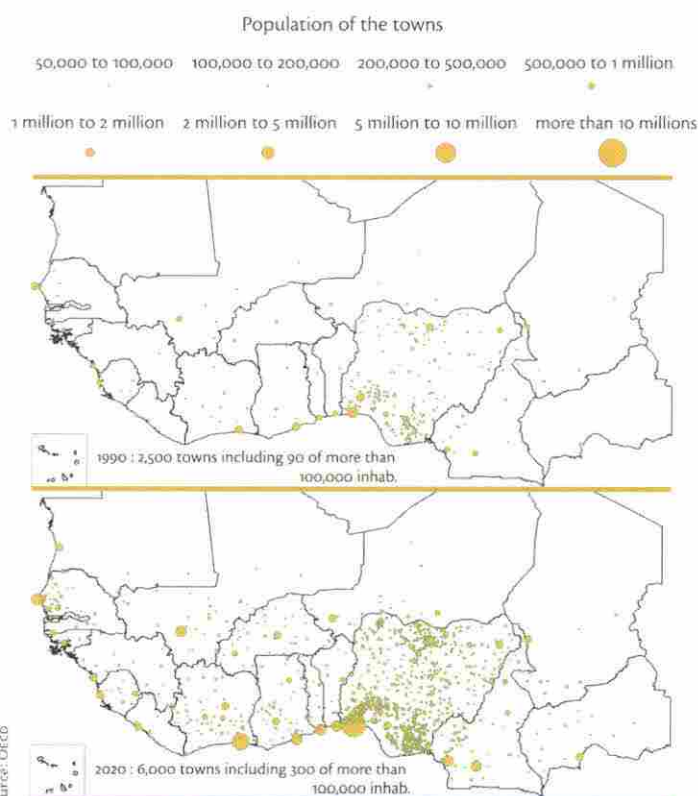 Population of the towns
50,000 to 100,000 100,000 to 200,000 200,000 to 500,000 500,000 to 1 million
1 million to 2 million 2 million to 5 million 5 million to 10 million more than 10 millions
1990 : 2,500 towns including 90 of more than
100,000 inhab.
2020 : 6,000 towns including 300 of more than
100,000 inhab.
Source: OECD